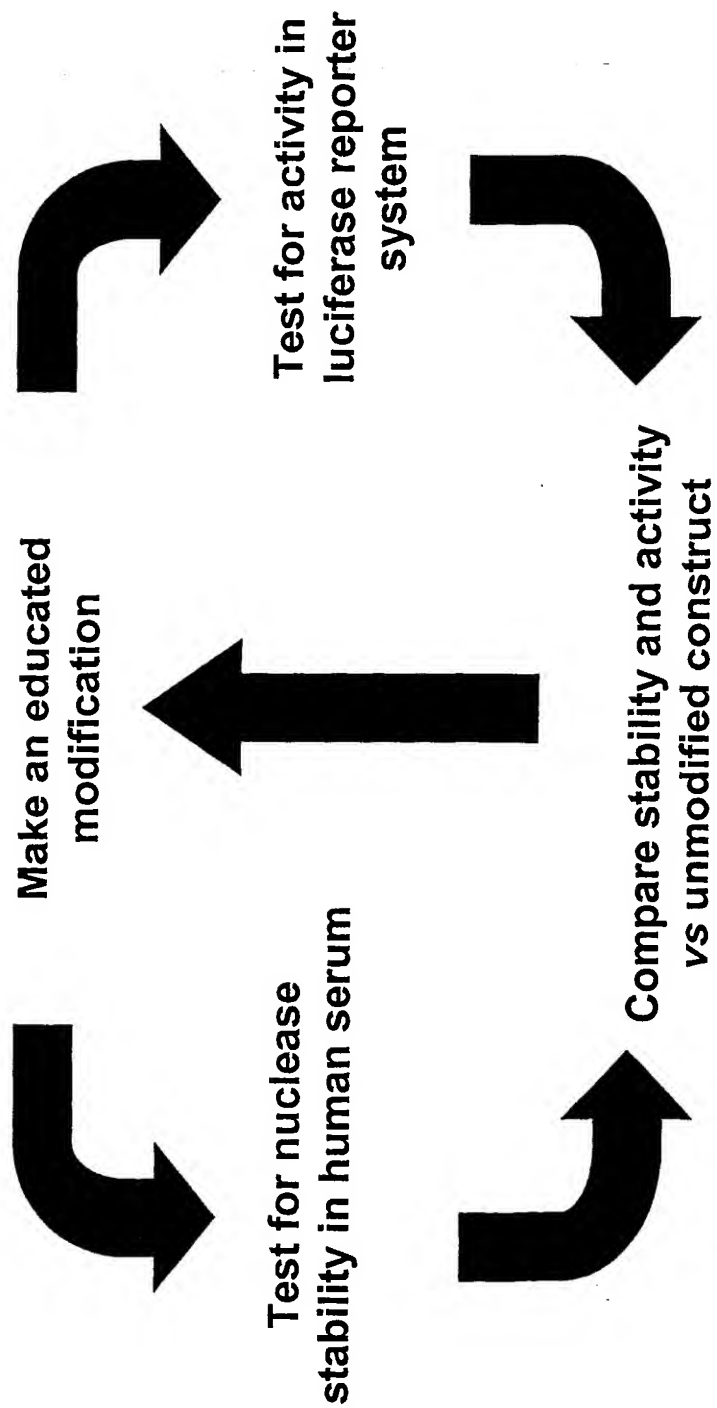 Make an educated
modification
Test for nuclease
stability in human serum
Test for activity in
luciferase reporter
system
Compare stability and activity
vs unmodified construct